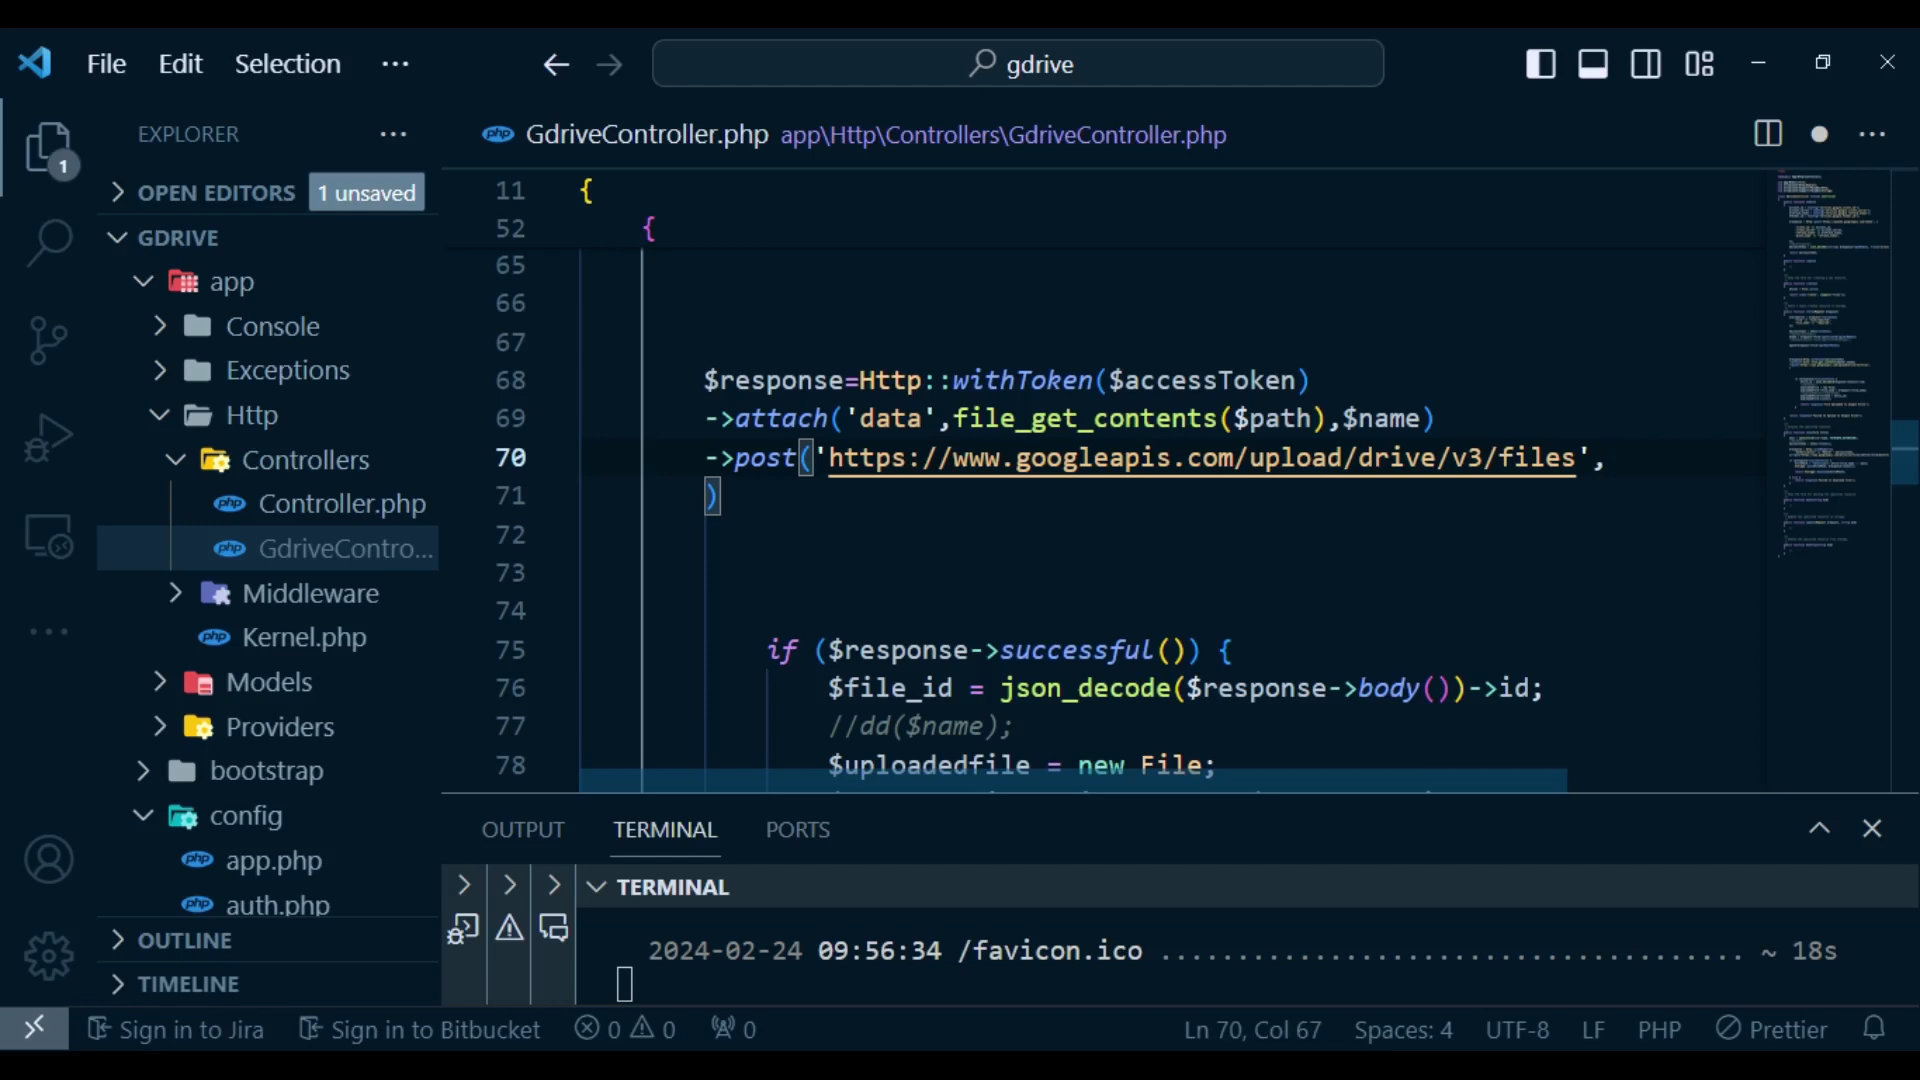 File Edit Selection ...
gdrive
EXPLORER ...
OPEN EDITORS 1 unsaved
GDRIVE
app
Console
Exceptions
Http
Controllers
Controller.php
GdriveContro...
Middleware
Kernel.php
Models
Providers
bootstrap
config
app.php
auth.php
OUTLINE
TIMELINE
1
GdriveController.php app\Http\Controllers\GdriveController.php
11 {
52 {
65
66
67
68 $response=Http::withToken($accessToken)
69 ->attach('data',file_get_contents($path),$name)
70 ->post('https://www.googleapis.com/upload/drive/v3/files',
71 )
72
73
74
75 if ($response->successful()) {
76 $file_id = json_decode($response->body())->id;
77 //dd($name);
78 $uploadedfile = new File;
OUTPUT TERMINAL PORTS
TERMINAL
2024-02-24 09:56:34 /favicon.ico ...................................... ~ 18s
Sign in to Jira Sign in to Bitbucket 0 0 0 Ln 70, Col 67 Spaces: 4 UTF-8 LF PHP Prettier